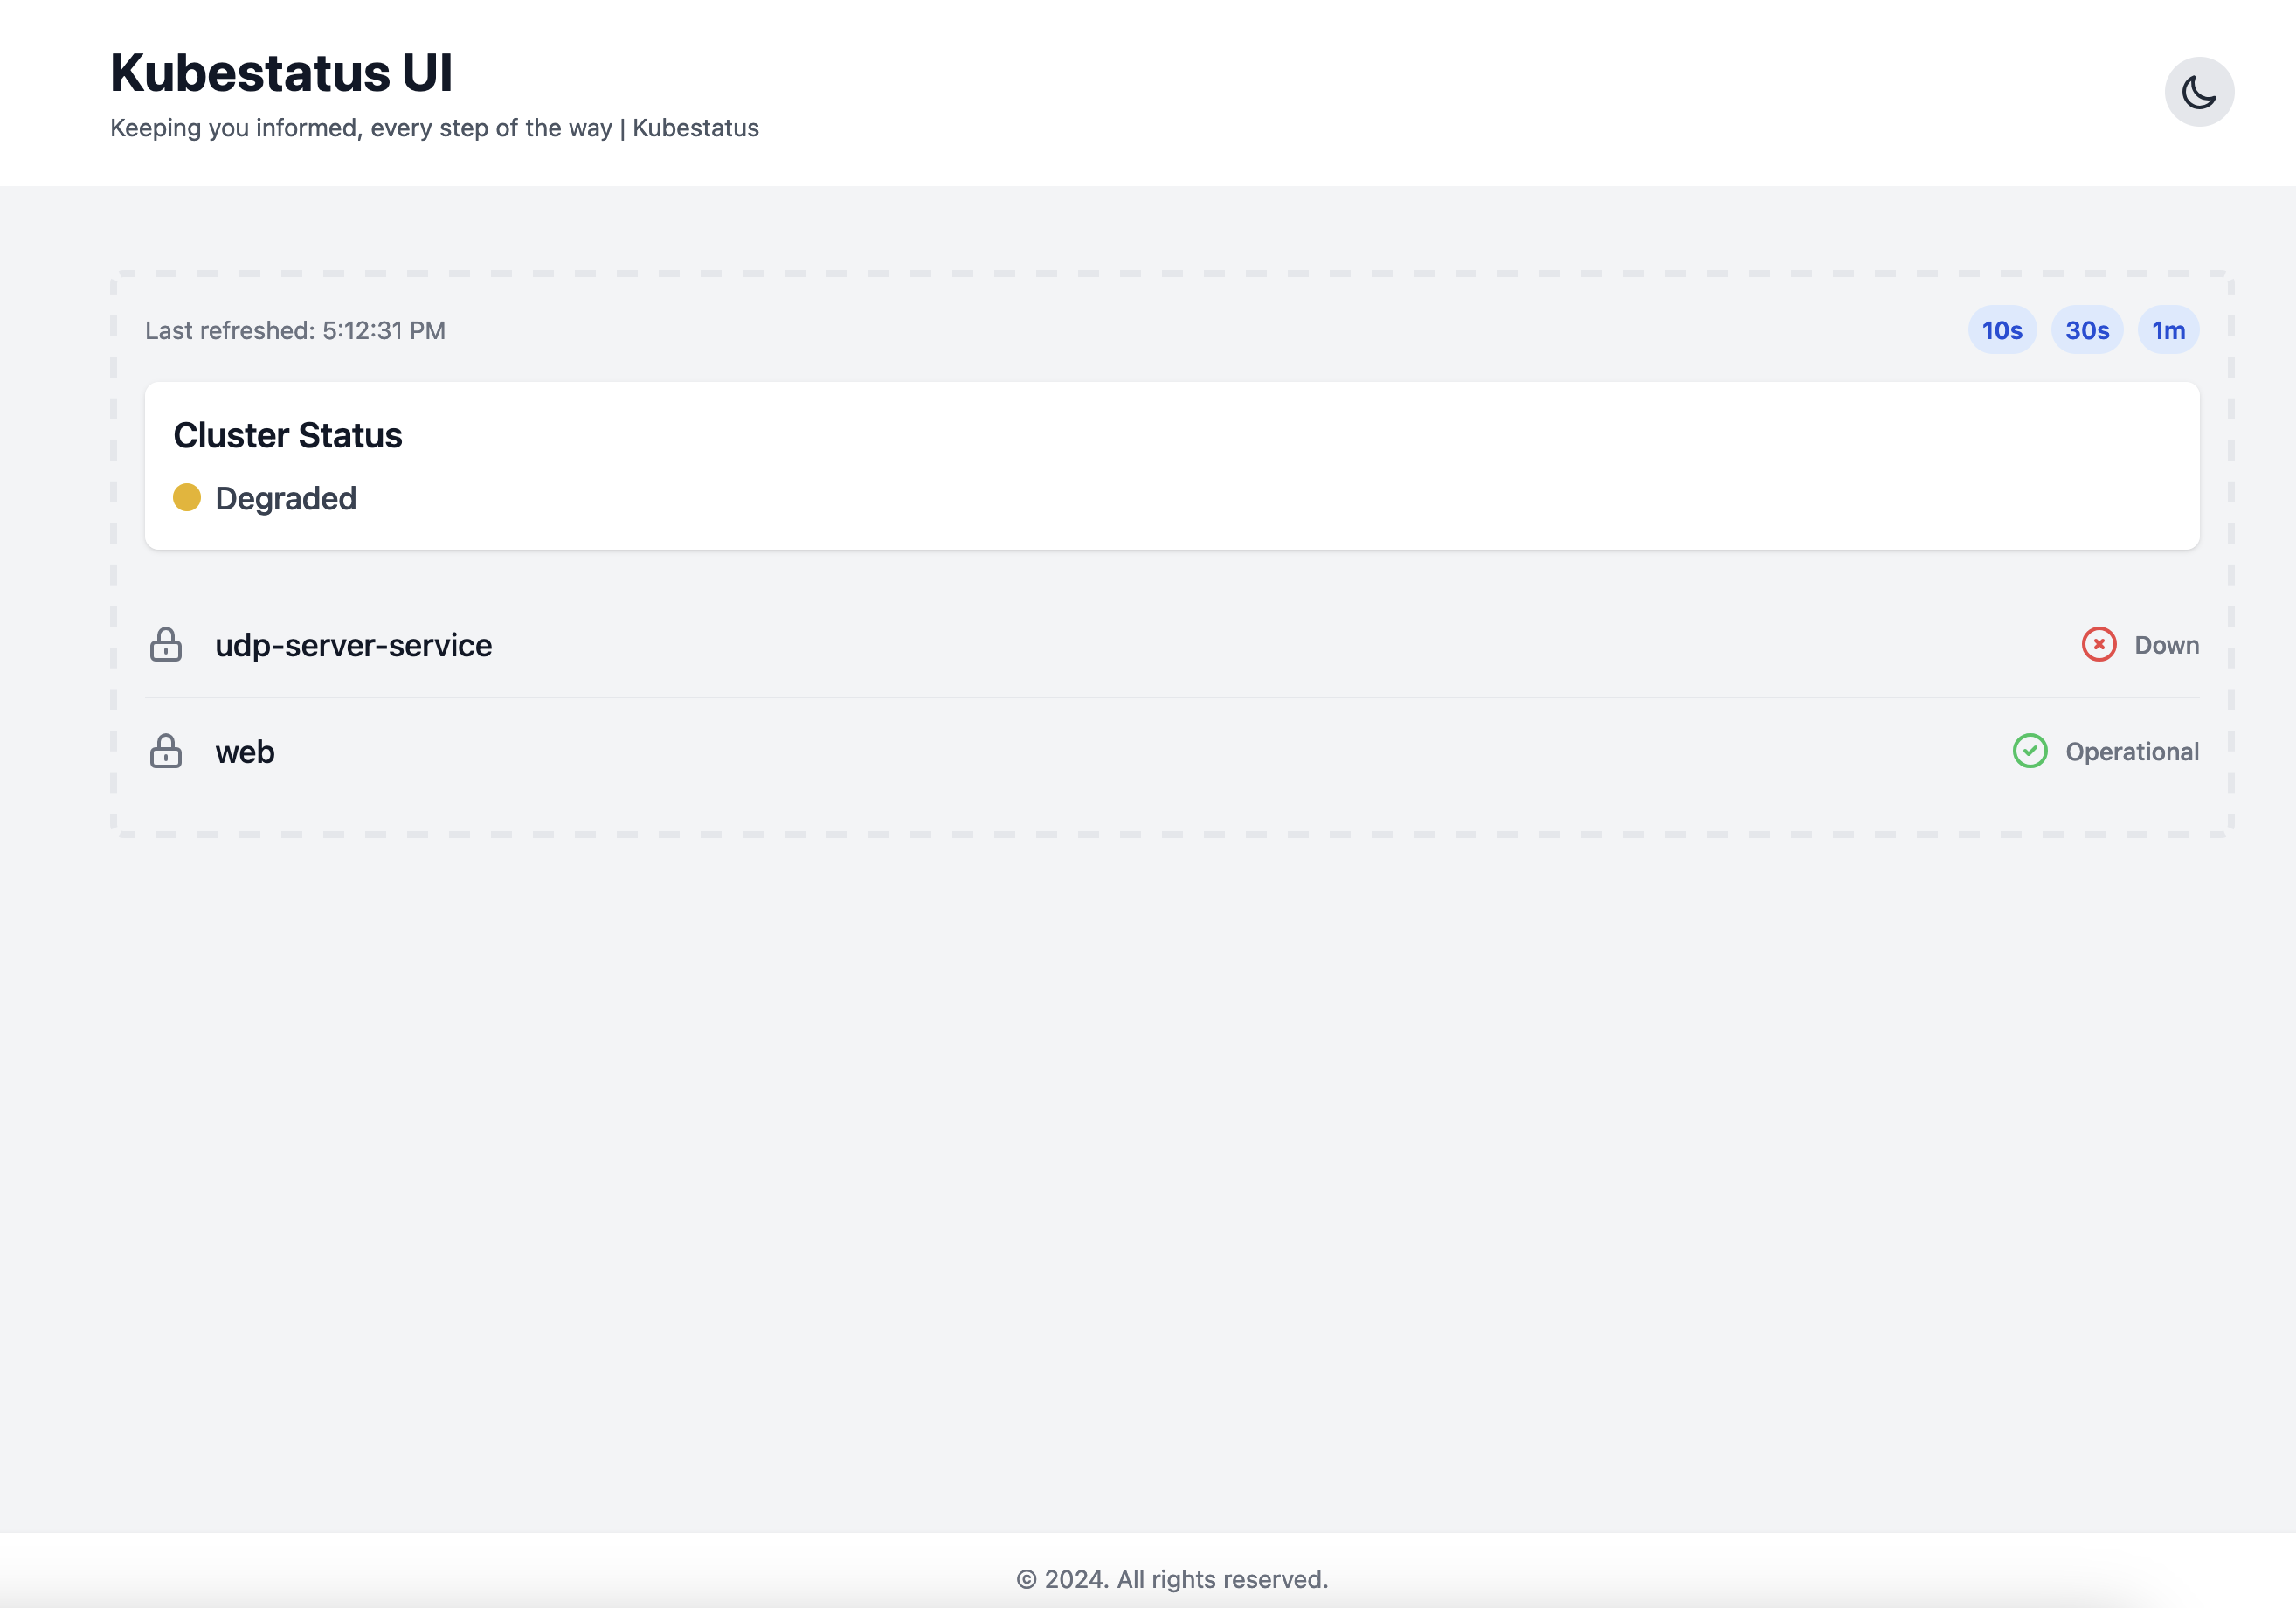 Kubestatus UI
Keeping you informed, every step of the way | Kubestatus
Last refreshed: 5:12:31 PM
10s 30s 1m
Cluster Status
Degraded
udp-server-service Down
web Operational
© 2024. All rights reserved.